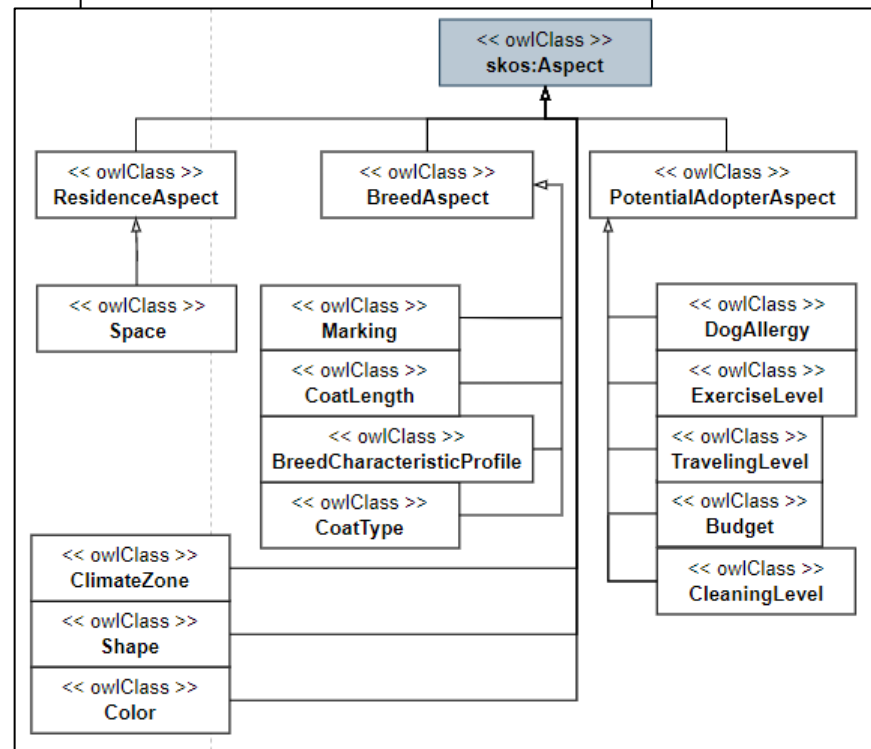 << owlClass >>
skos:Aspect
<< owlClass >>
ResidenceAspect
<< owlClass >>
BreedAspect
<< owlClass >>
PotentialAdopterAspect
<< owlClass >>
Space
<< owlClass >>
Marking
<< owlClass >>
CoatLength
<< owlClass >>
BreedCharacteristicProfile
<< owlClass >>
CoatType
<< owlClass >>
DogAllergy
<< owlClass >>
ExerciseLevel
<< owlClass >>
TravelingLevel
<< owlClass >>
Budget
<< owlClass >>
CleaningLevel
<< owlClass >>
ClimateZone
<< owlClass >>
Shape
<< owlClass >>
Color